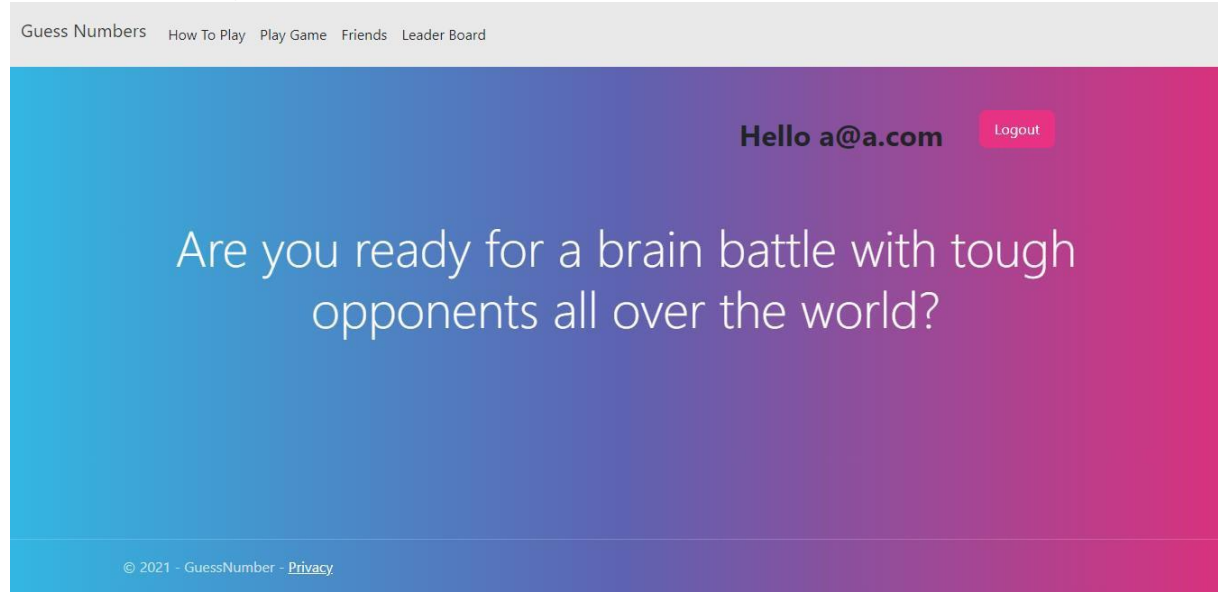 Guess Numbers How To Play Play Game Friends Leader Board
Hello a@a.com Logout
Are you ready for a brain battle with tough
opponents all over the world?
© 2021 - GuessNumber - Privacy